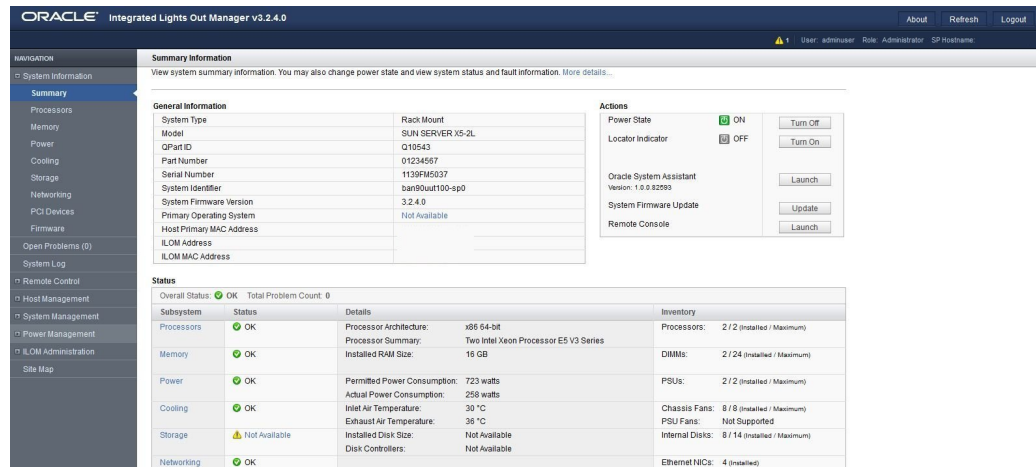 ORACLE Integrated Lights Out Manager v3.2.4.0
About Refresh Logout
1 User: adminuser Role: Administrator SP Hostname:
NAVIGATION
System Information
Summary
Processors
Memory
Power
Cooling
Storage
Networking
PCI Devices
Firmware
Open Problems (0)
System Log
Remote Control
Host Management
System Management
Power Management
ILOM Administration
Site Map
Summary Information
View system summary information. You may also change power state and view system status and fault information. More details...
General Information
System Type Rack Mount
Model SUN SERVER X5-2L
QPart ID Q10543
Part Number 01234567
Serial Number 1139FM5037
System Identifier ban90uut100-sp0
System Firmware Version 3.2.4.0
Primary Operating System Not Available
Host Primary MAC Address
ILOM Address
ILOM MAC Address
Actions
Power State ON Turn Off
Locator Indicator OFF Turn On
Oracle System Assistant Launch
Version: 1.0.0.82593
System Firmware Update Update
Remote Console Launch
Status
Overall Status: OK Total Problem Count: 0
Subsystem Status Details Inventory
Processors OK Processor Architecture: x86 64-bit Processors: 2 / 2 (Installed / Maximum)
Processor Summary: Two Intel Xeon Processor E5 V3 Series
Memory OK Installed RAM Size: 16 GB DIMMs: 2 / 24 (Installed / Maximum)
Power OK Permitted Power Consumption: 723 watts PSUs: 2 / 2 (Installed / Maximum)
Actual Power Consumption: 258 watts
Cooling OK Inlet Air Temperature: 30 °C Chassis Fans: 8 / 8 (Installed / Maximum)
Exhaust Air Temperature: 36 °C PSU Fans: Not Supported
Storage Not Available Installed Disk Size: Not Available Internal Disks: 8 / 14 (Installed / Maximum)
Disk Controllers: Not Available
Networking OK Ethernet NICs: 4 (Installed)